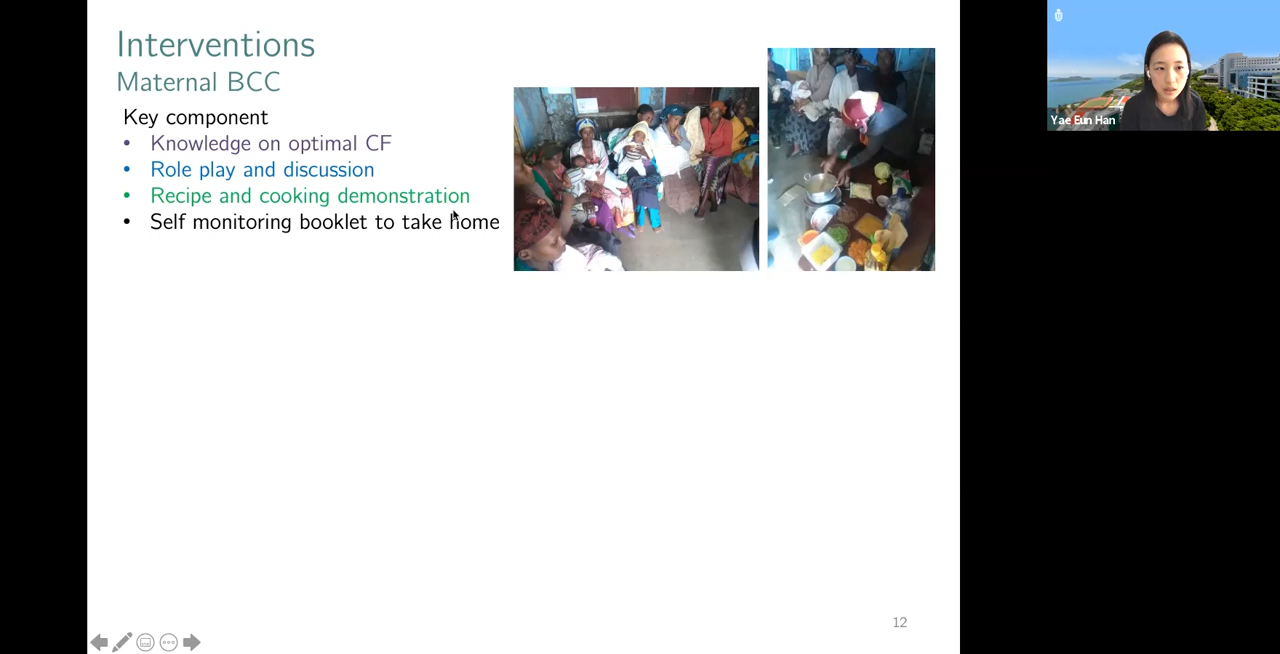 Interventions
Maternal BCC
Key component
• Knowledge on optimal CF
• Role play and discussion
• Recipe and cooking demonstration
• Self monitoring booklet to take home
12
Yae Eun Han